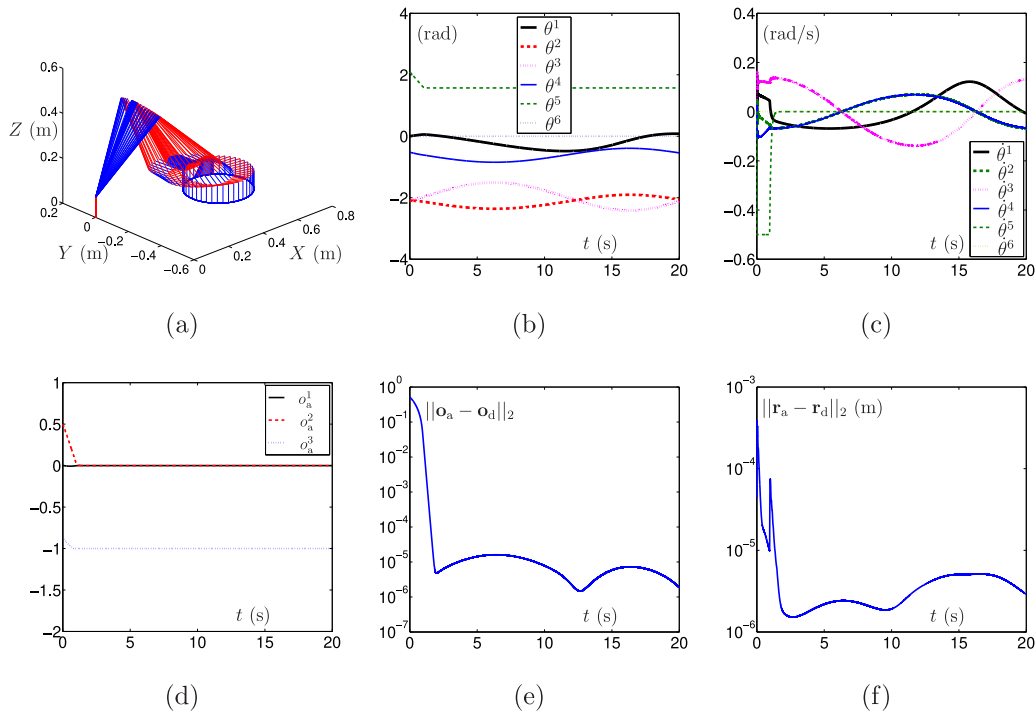 0.6
0.4
Z (m)
0.2
0
0.2
0
−0.2
−0.4
−0.6
Y (m)
0
0.2
0.4
0.6
0.8
X (m)
(a)
4
2
0
−2
−4
(rad)
θ¹
θ²
θ³
θ⁴
θ⁵
θ⁶
t (s)
0 5 10 15 20
(b)
0.4
0.2
0
−0.2
−0.4
−0.6
(rad/s)
θ̇¹
θ̇²
θ̇³
θ̇⁴
θ̇⁵
θ̇⁶
t (s)
0 5 10 15 20
(c)
1
0.5
0
−0.5
−1
−1.5
−2
oₐ¹
oₐ²
oₐ³
t (s)
0 5 10 15 20
(d)
10⁰
10⁻¹
10⁻²
10⁻³
10⁻⁴
10⁻⁵
10⁻⁶
10⁻⁷
||oₐ − o_d||₂
t (s)
0 5 10 15 20
(e)
10⁻³
10⁻⁴
10⁻⁵
10⁻⁶
||rₐ − r_d||₂ (m)
t (s)
0 5 10 15 20
(f)